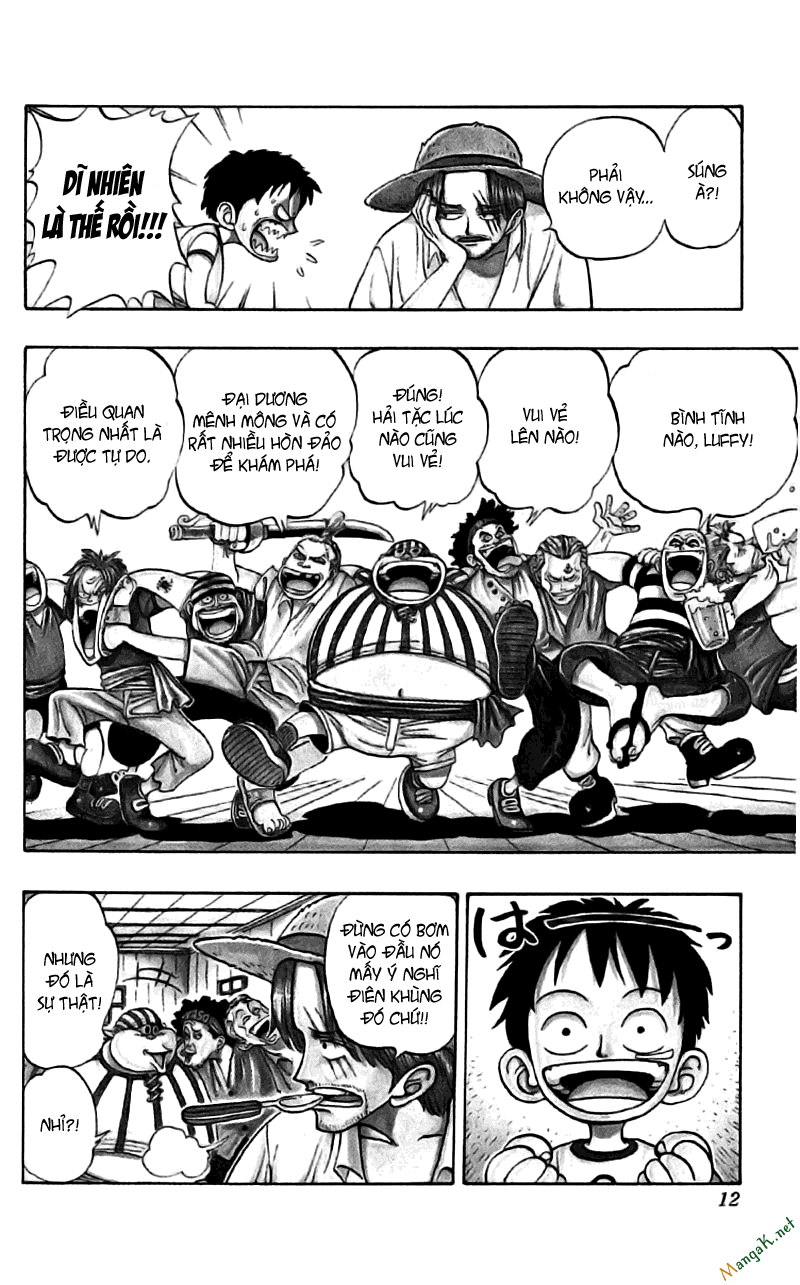 SÚNG
À?!
PHẢI
KHÔNG VẬY...
DĨ NHIÊN
LÀ THẾ RỒI!!!
BÌNH TĨNH
NÀO, LUFFY!
VUI VẺ
LÊN NÀO!
ĐÚNG!
HẢI TẶC LÚC
NÀO CŨNG
VUI VẺ!
ĐẠI DƯƠNG
MÊNH MÔNG VÀ CÓ
RẤT NHIỀU HÒN ĐẢO
ĐỂ KHÁM PHÁ!
ĐIỀU QUAN
TRỌNG NHẤT LÀ
ĐƯỢC TỰ DO.
はーっ
ĐỪNG CÓ BƠM
VÀO ĐẦU NÓ
MẤY Ý NGHĨ
ĐIÊN KHÙNG
ĐÓ CHỨ!!
NHƯNG
ĐÓ LÀ
SỰ THẬT!
NHỈ?!
12
MangaK.net